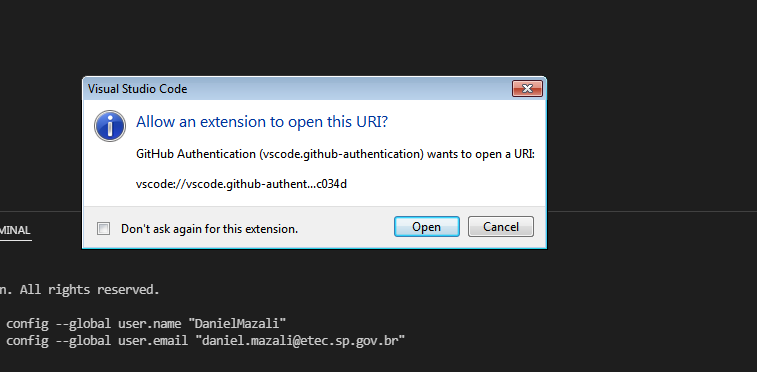 Visual Studio Code
Allow an extension to open this URI?
GitHub Authentication (vscode.github-authentication) wants to open a URI:
vscode://vscode.github-authent...c034d
Don't ask again for this extension.
Open
Cancel
MINAL
n. All rights reserved.
config --global user.name "DanielMazali"
config --global user.email "daniel.mazali@etec.sp.gov.br"